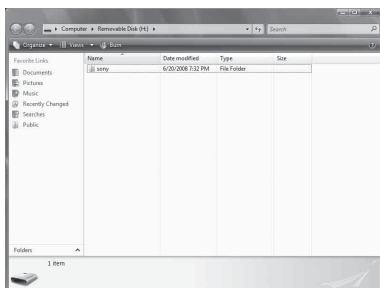 Computer ▸ Removable Disk (H:) ▸
Search
Organize Views Burn
Favorite Links
Name Date modified Type Size
sony 6/20/2008 7:32 PM File Folder
Documents
Pictures
Music
Recently Changed
Searches
Public
Folders
1 item